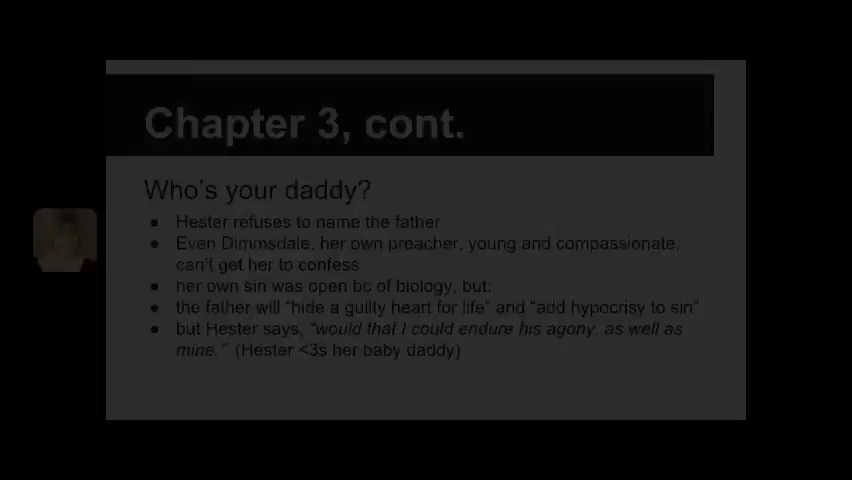 Chapter 3, cont.
Who's your daddy?
● Hester refuses to name the father
● Even Dimmsdale, her own preacher, young and compassionate,
can't get her to confess
● her own sin was open bc of biology, but:
● the father will “hide a guilty heart for life” and “add hypocrisy to sin”
● but Hester says, “would that I could endure his agony, as well as
mine.” (Hester <3s her baby daddy)